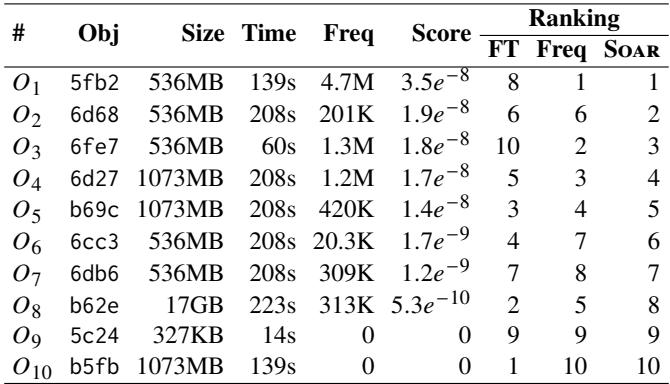 # Obj Size Time Freq Score Ranking
FT Freq SOAR
O1 5fb2 536MB 139s 4.7M 3.5e−8 8 1 1
O2 6d68 536MB 208s 201K 1.9e−8 6 6 2
O3 6fe7 536MB 60s 1.3M 1.8e−8 10 2 3
O4 6d27 1073MB 208s 1.2M 1.7e−8 5 3 4
O5 b69c 1073MB 208s 420K 1.4e−8 3 4 5
O6 6cc3 536MB 208s 20.3K 1.7e−9 4 7 6
O7 6db6 536MB 208s 309K 1.2e−9 7 8 7
O8 b62e 17GB 223s 313K 5.3e−10 2 5 8
O9 5c24 327KB 14s 0 0 9 9 9
O10 b5fb 1073MB 139s 0 0 1 10 10